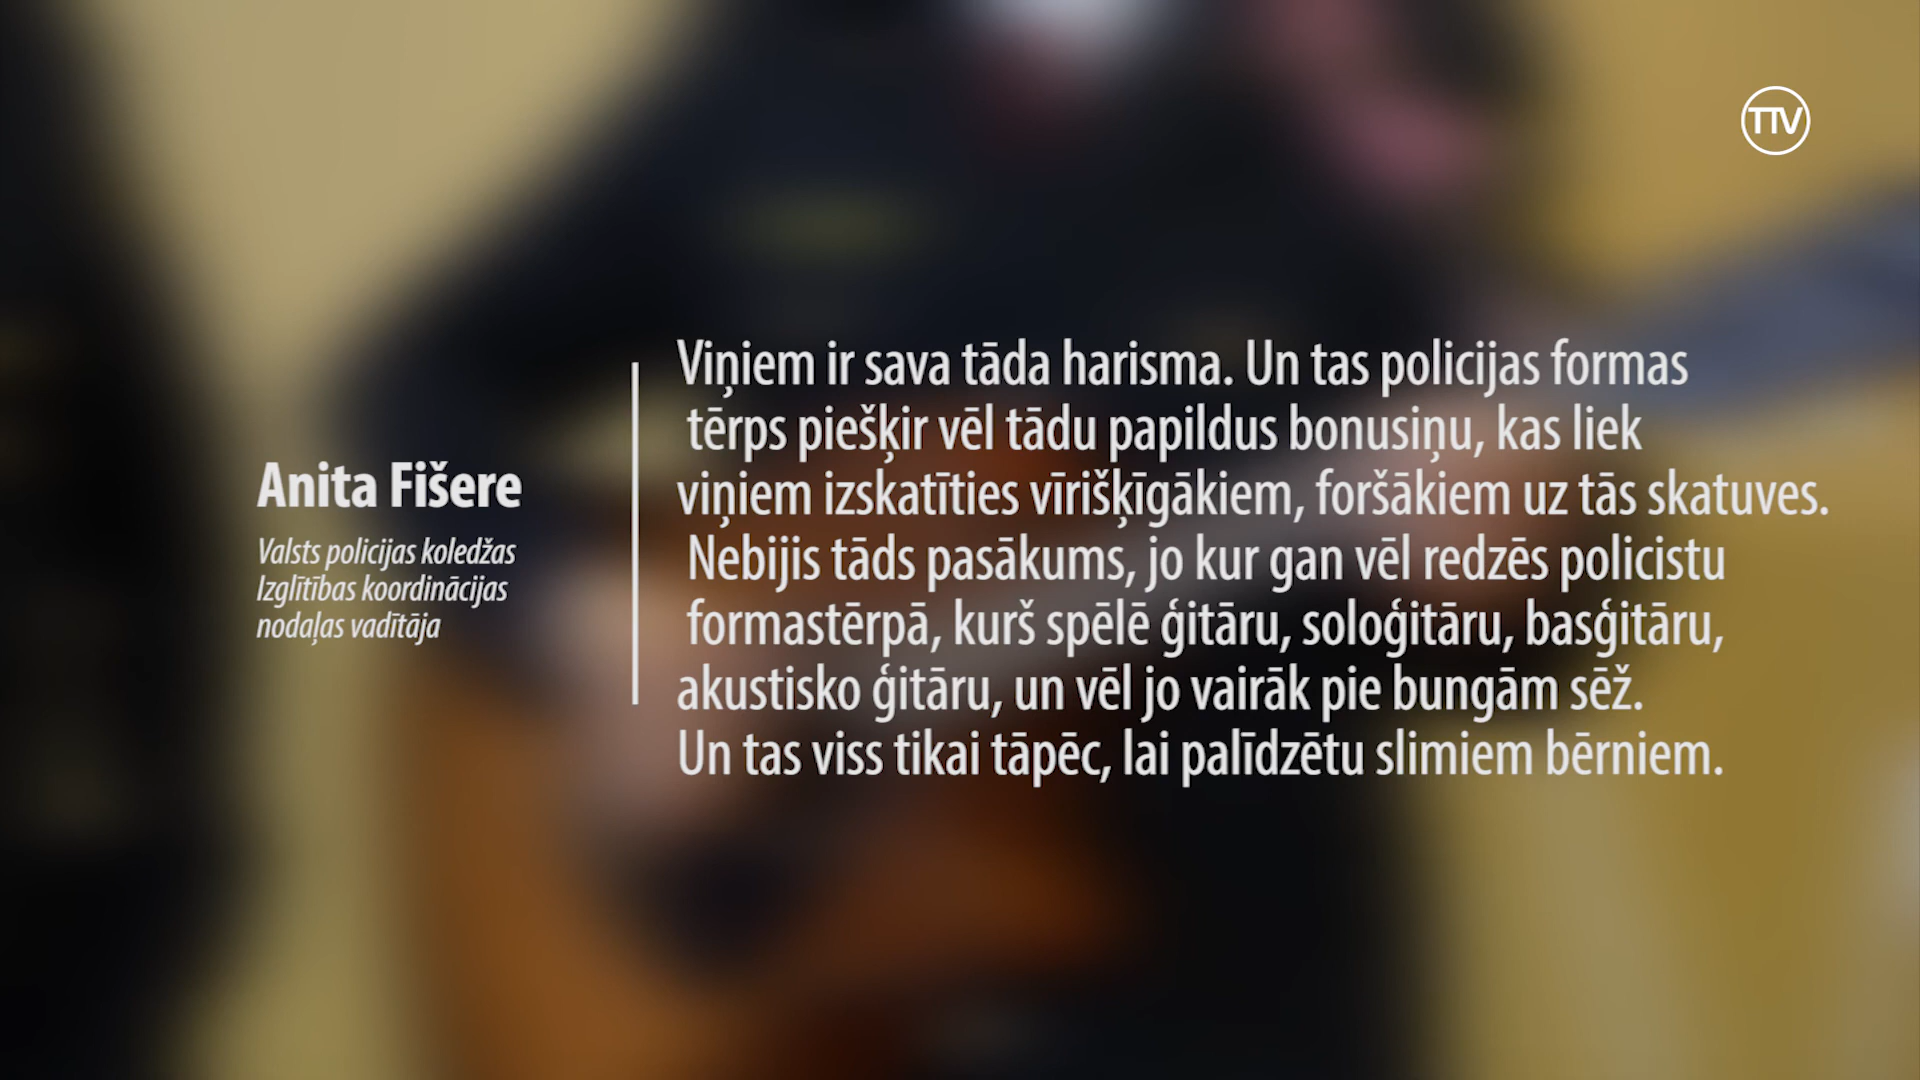 TTV
Anita Fišere
Valsts policijas koledžas
Izglītības koordinācijas
nodaļas vadītāja
Viņiem ir sava tāda harisma. Un tas policijas formas
tērps piešķir vēl tādu papildus bonusiņu, kas liek
viņiem izskatīties vīrišķīgākiem, foršākiem uz tās skatuves.
Nebijis tāds pasākums, jo kur gan vēl redzēs policistu
formastērpā, kurš spēlē ģitāru, soloģitāru, basģitāru,
akustisko ģitāru, un vēl jo vairāk pie bungām sēž.
Un tas viss tikai tāpēc, lai palīdzētu slimiem bērniem.